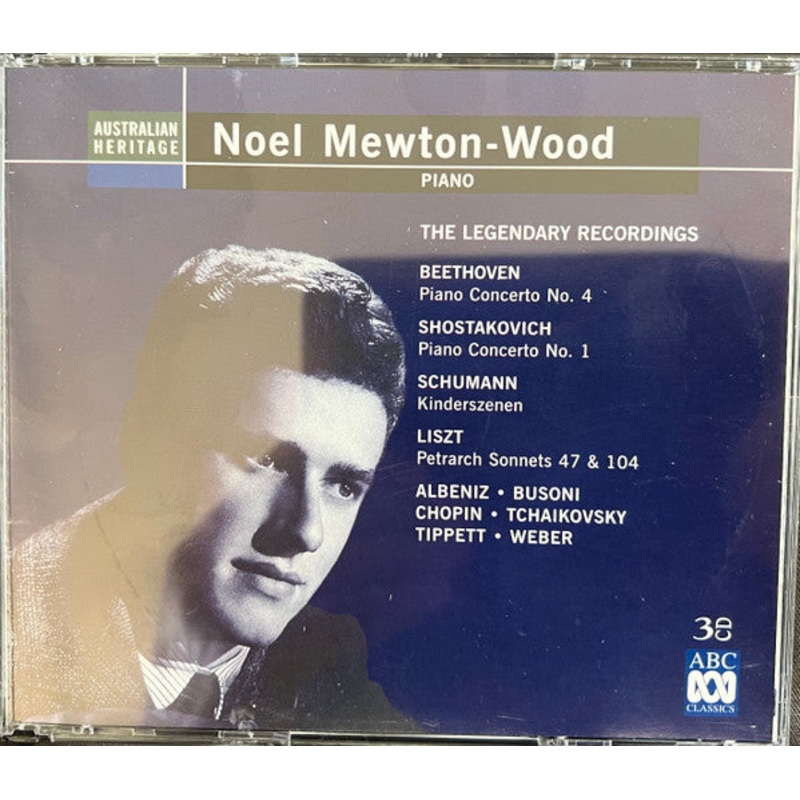 AUSTRALIAN
HERITAGE
Noel Mewton-Wood
PIANO
THE LEGENDARY RECORDINGS
BEETHOVEN
Piano Concerto No. 4
SHOSTAKOVICH
Piano Concerto No. 1
SCHUMANN
Kinderszenen
LISZT
Petrarch Sonnets 47 & 104
ALBENIZ • BUSONI
CHOPIN • TCHAIKOVSKY
TIPPETT • WEBER
3CD
ABC
CLASSICS